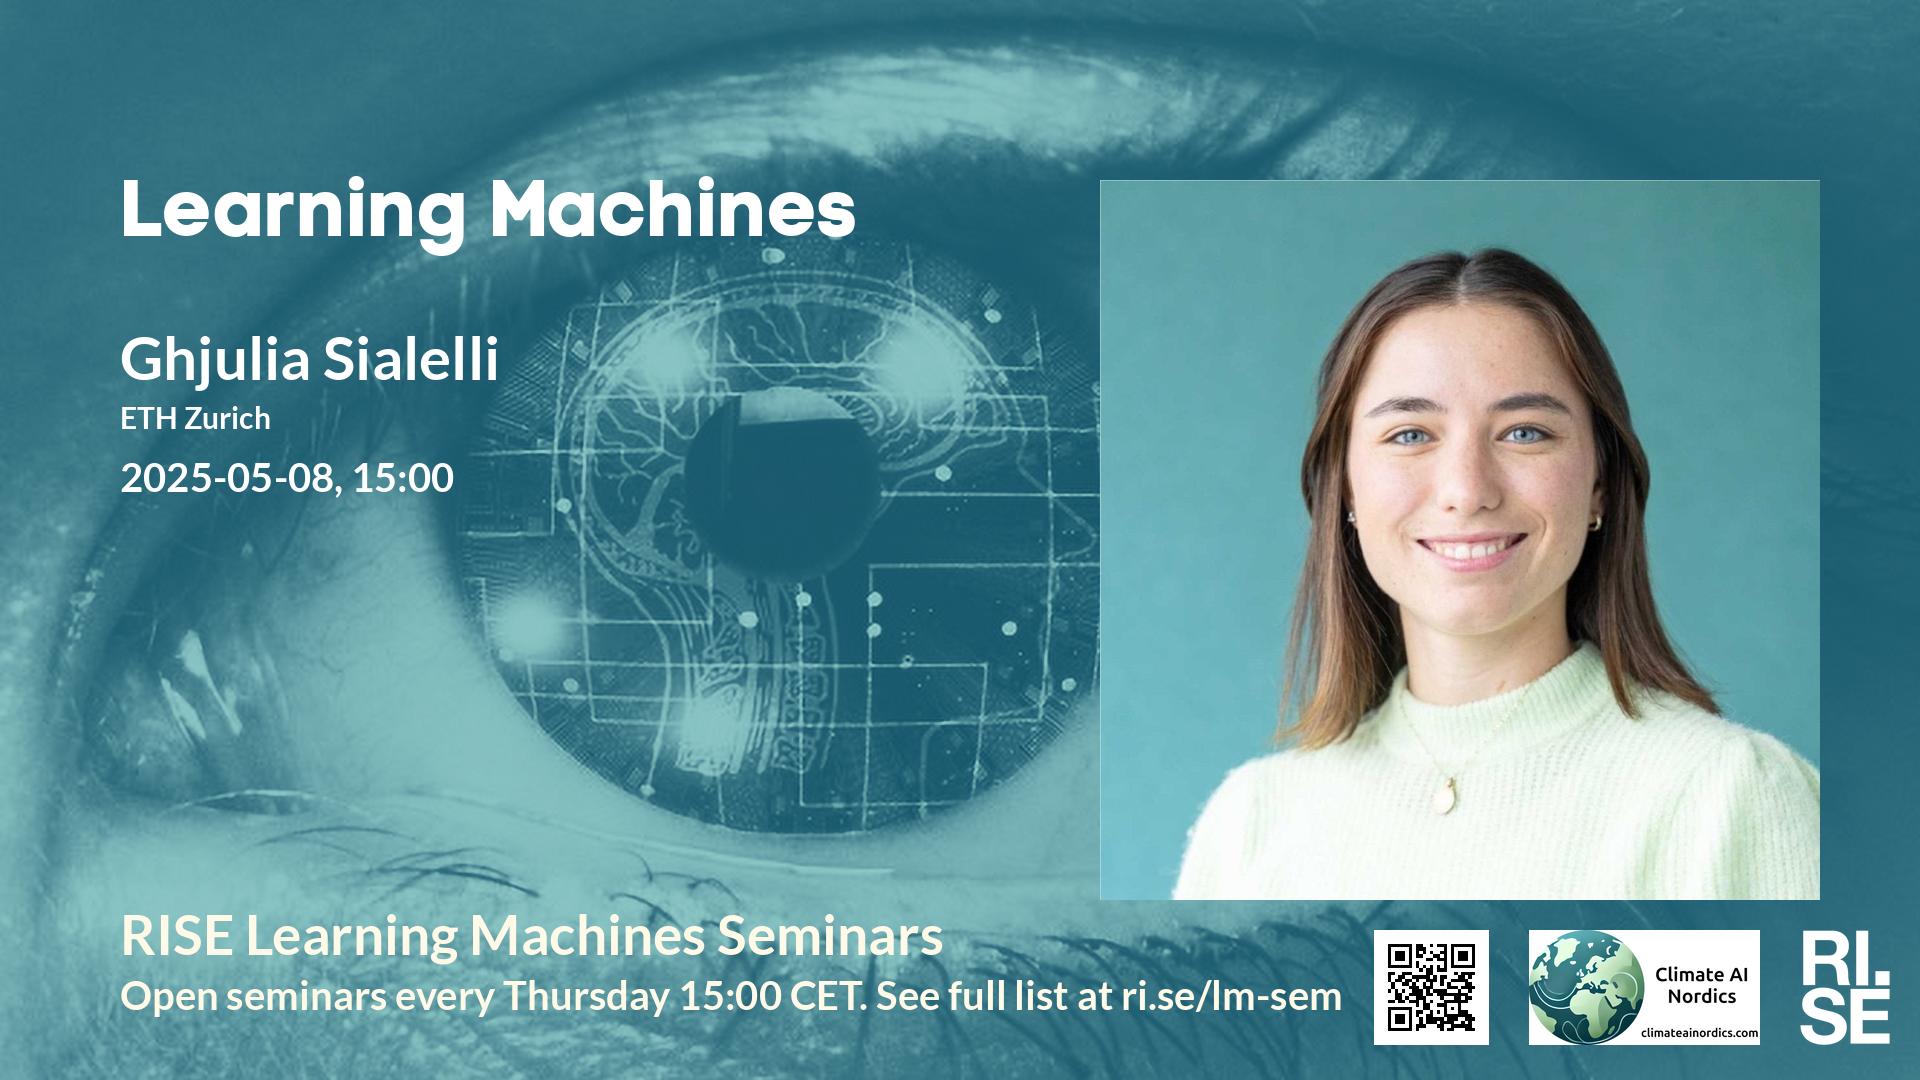 Learning Machines
Ghjulia Sialelli
ETH Zurich
2025-05-08, 15:00
RISE Learning Machines Seminars
Open seminars every Thursday 15:00 CET. See full list at ri.se/lm-sem
Climate AI
Nordics
climateainordics.com
RI.
SE